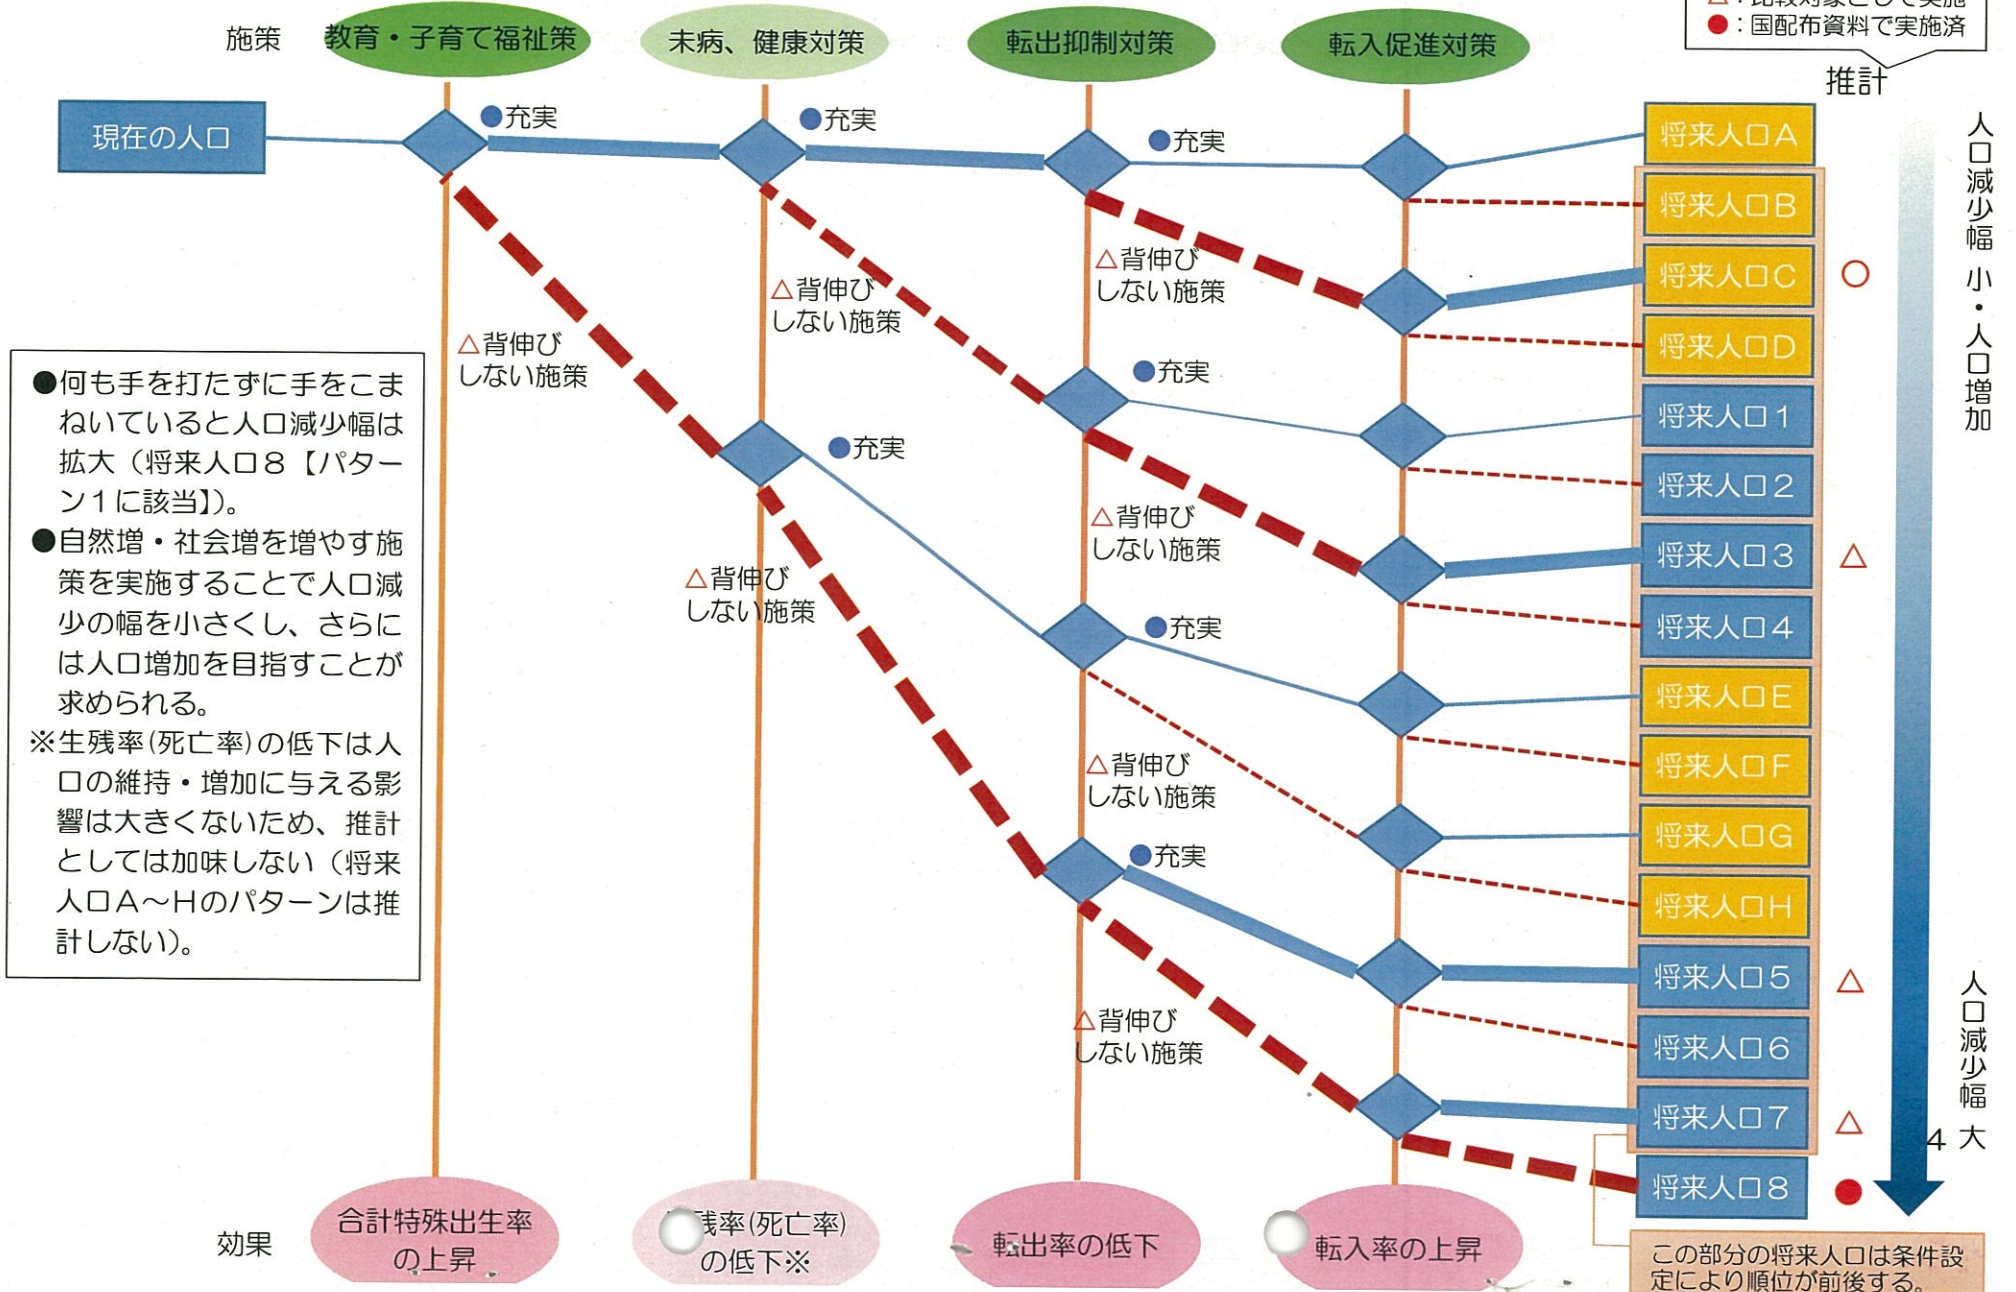 △：比較対象として実施
●：国配布資料で実施済
施策
教育・子育て福祉策
未病、健康対策
転出抑制対策
転入促進対策
推計
現在の人口
●充実
●充実
●充実
△背伸び
しない施策
△背伸び
しない施策
△背伸び
しない施策
●充実
●充実
△背伸び
しない施策
△背伸び
しない施策
●充実
△背伸び
しない施策
●充実
△背伸び
しない施策
将来人口A
将来人口B
将来人口C
○
将来人口D
将来人口1
将来人口2
将来人口3
△
将来人口4
将来人口E
将来人口F
将来人口G
将来人口H
将来人口5
△
将来人口6
将来人口7
△
将来人口8
●
人口減少幅 小・人口増加
人口減少幅 大
4
●何も手を打たずに手をこま
ねいていると人口減少幅は
拡大（将来人口8【パター
ン1に該当】）。
●自然増・社会増を増やす施
策を実施することで人口減
少の幅を小さくし、さらに
は人口増加を目指すことが
求められる。
※生残率(死亡率)の低下は人
口の維持・増加に与える影
響は大きくないため、推計
としては加味しない（将来
人口A～Hのパターンは推
計しない）。
効果
合計特殊出生率
の上昇
残率(死亡率)
の低下※
転出率の低下
転入率の上昇
この部分の将来人口は条件設
定により順位が前後する。